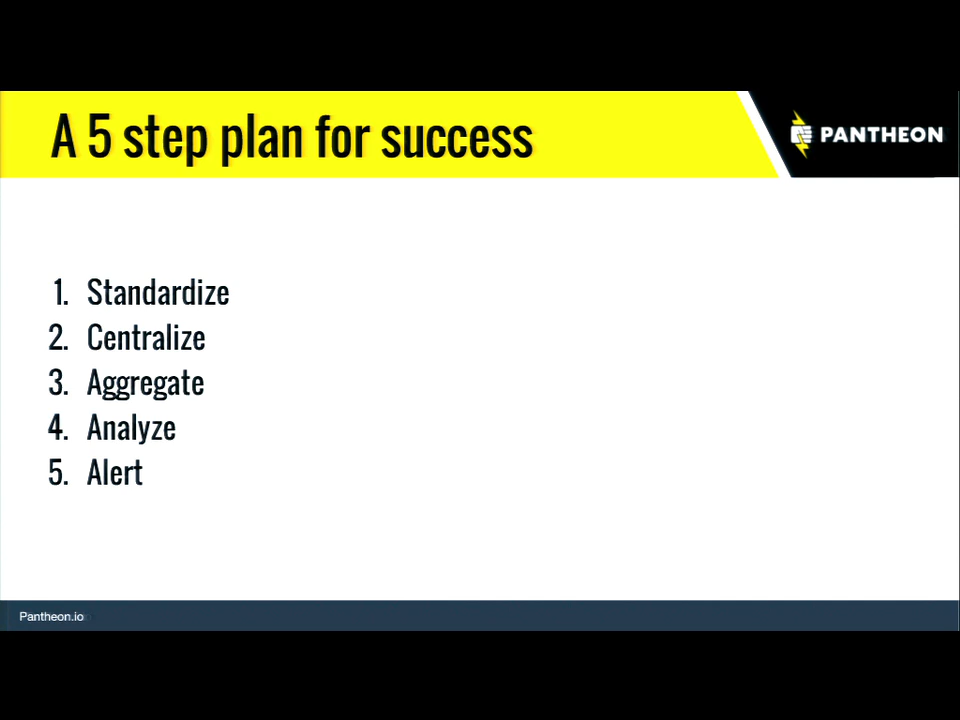 A 5 step plan for success
PANTHEON
1. Standardize
2. Centralize
3. Aggregate
4. Analyze
5. Alert
Pantheon.io